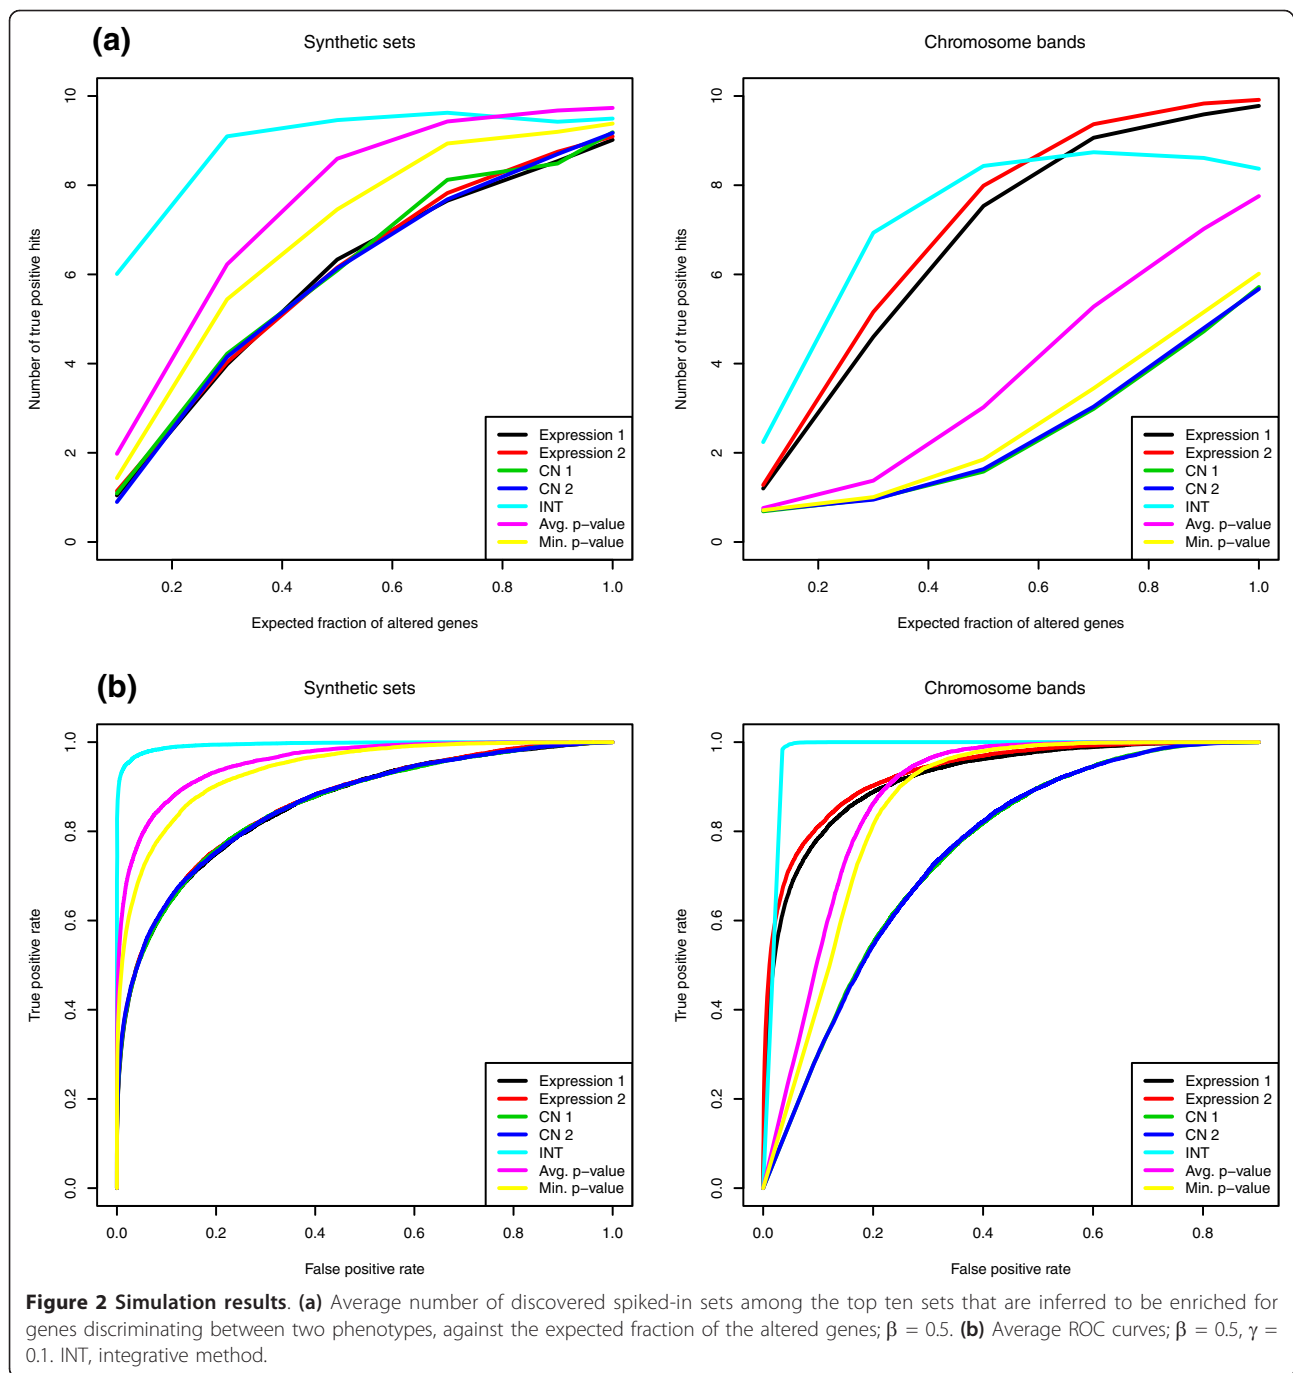 (a)
Synthetic sets
Number of true positive hits
10
8
6
4
2
0
0.2 0.4 0.6 0.8 1.0
Expected fraction of altered genes
Expression 1
Expression 2
CN 1
CN 2
INT
Avg. p−value
Min. p−value
Chromosome bands
Number of true positive hits
10
8
6
4
2
0
0.2 0.4 0.6 0.8 1.0
Expected fraction of altered genes
Expression 1
Expression 2
CN 1
CN 2
INT
Avg. p−value
Min. p−value
(b)
Synthetic sets
True positive rate
1.0
0.8
0.6
0.4
0.2
0.0
0.0 0.2 0.4 0.6 0.8 1.0
False positive rate
Expression 1
Expression 2
CN 1
CN 2
INT
Avg. p−value
Min. p−value
Chromosome bands
True positive rate
1.0
0.8
0.6
0.4
0.2
0.0
0.0 0.2 0.4 0.6 0.8
False positive rate
Expression 1
Expression 2
CN 1
CN 2
INT
Avg. p−value
Min. p−value
Figure 2 Simulation results. (a) Average number of discovered spiked-in sets among the top ten sets that are inferred to be enriched for
genes discriminating between two phenotypes, against the expected fraction of the altered genes; β = 0.5. (b) Average ROC curves; β = 0.5, γ =
0.1. INT, integrative method.